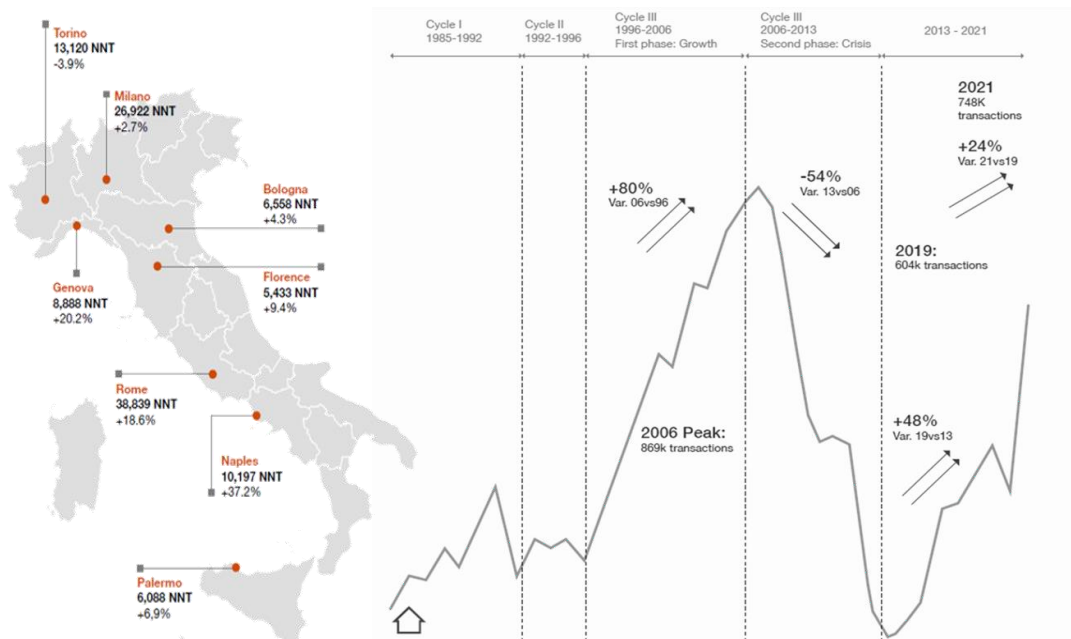 Torino
13,120 NNT
-3.9%
Milano
26,922 NNT
+2.7%
Bologna
6,558 NNT
+4.3%
Florence
5,433 NNT
+9.4%
Genova
8,888 NNT
+20.2%
Rome
38,839 NNT
+18.6%
Naples
10,197 NNT
+37.2%
Palermo
6,088 NNT
+6,9%
Cycle I
1985-1992
Cycle II
1992-1996
Cycle III
1996-2006
First phase: Growth
Cycle III
2006-2013
Second phase: Crisis
2013 - 2021
2021
748K
transactions
+24%
Var. 21vs19
+80%
Var. 06vs96
-54%
Var. 13vs06
2019:
604k transactions
2006 Peak:
869k transactions
+48%
Var. 19vs13